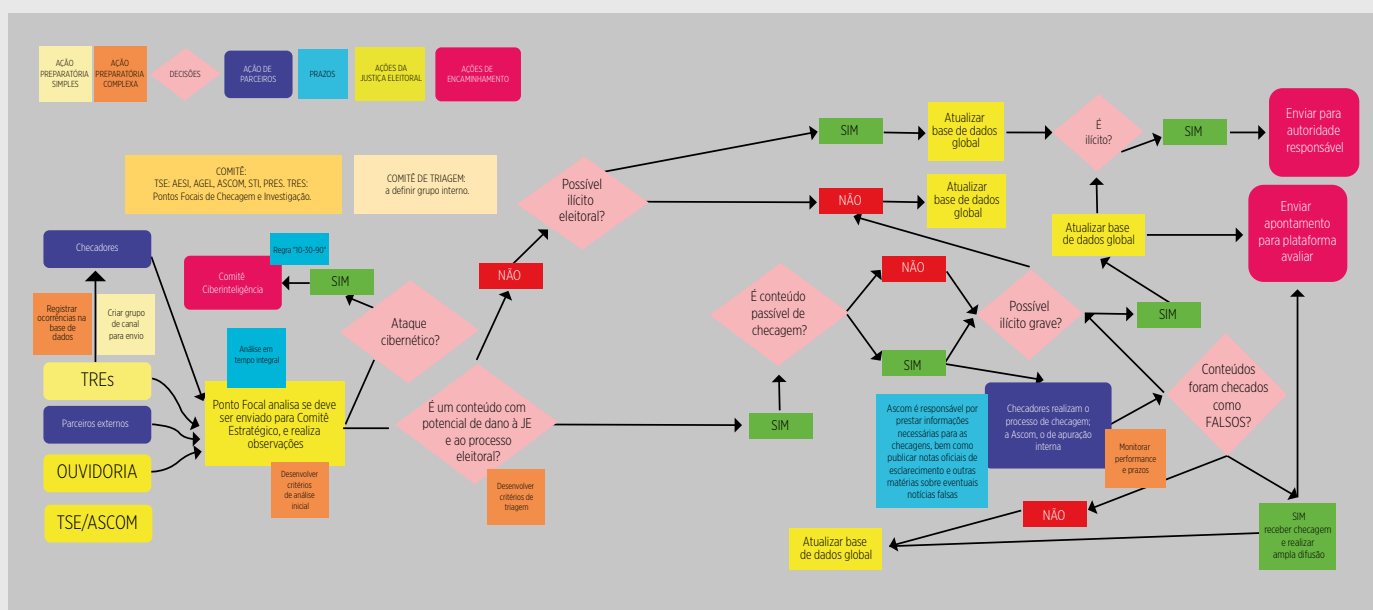 AÇÃO
PREPARATÓRIA
SIMPLES
AÇÃO
PREPARATÓRIA
COMPLEXA
DECISÕES
AÇÃO DE
PARCEIROS
PRAZOS
AÇÕES DA
JUSTIÇA ELEITORAL
AÇÕES DE
ENCAMINHAMENTO
COMITÊ:
TSE: AESI, AGEL, ASCOM, STI, PRES. TRES:
Pontos Focais de Checagem e Investigação.
COMITÊ DE TRIAGEM:
a definir grupo interno.
Checadores
Registrar
ocorrências na
base de
dados
Criar grupo
de canal
para envio
TREs
Parceiros externos
OUVIDORIA
TSE/ASCOM
Regra "10-30-90"
Comitê
Ciberinteligência
SIM
Análise em
tempo integral
Ponto Focal analisa se deve
ser enviado para Comitê
Estratégico, e realiza
observações
Desenvolver
critérios
de análise
inicial
Ataque
cibernético?
É um conteúdo com
potencial de dano à JE
e ao processo
eleitoral?
Desenvolver
critérios de
triagem
NÃO
Possível
ilícito
eleitoral?
SIM
Atualizar
base de dados
global
É
ilícito?
SIM
Enviar para
autoridade
responsável
NÃO
Atualizar
base de dados
global
Atualizar base
de dados global
Enviar
apontamento
para plataforma
avaliar
SIM
É conteúdo
passível de
checagem?
NÃO
SIM
Possível
ilícito grave?
SIM
Ascom é responsável por
prestar informações
necessárias para as
checagens, bem como
publicar notas oficiais de
esclarecimento e outras
matérias sobre eventuais
notícias falsas
Checadores realizam o
processo de checagem;
a Ascom, o de apuração
interna
Monitorar
performance
e prazos
Conteúdos
foram checados
como
FALSOS?
NÃO
Atualizar base
de dados global
SIM
receber checagem
e realizar
ampla difusão